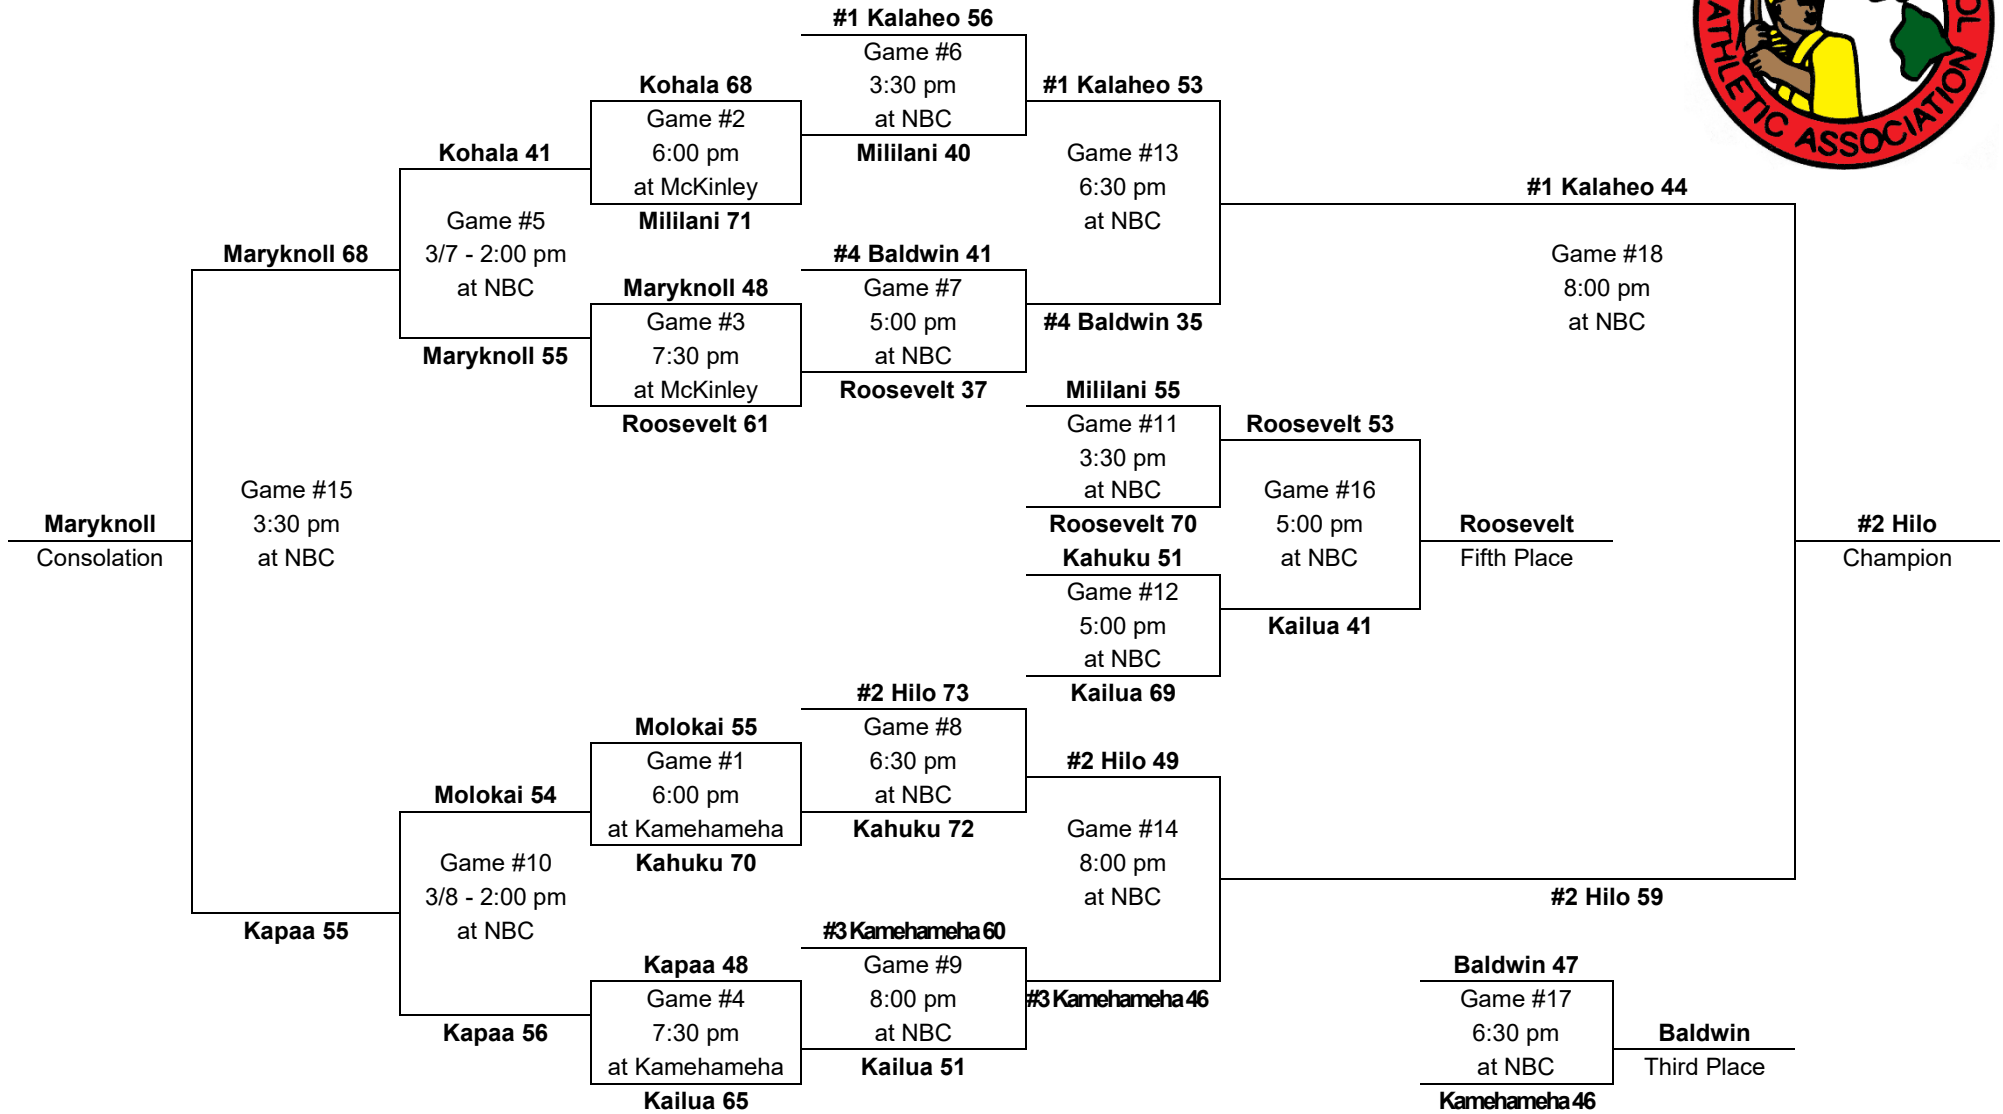 #1 Kalaheo 56
Game #6
3:30 pm
at NBC
Mililani 40
Kohala 68
Game #2
6:00 pm
at McKinley
Mililani 71
#1 Kalaheo 53
Game #13
6:30 pm
at NBC
#4 Baldwin 35
Kohala 41
Game #5
3/7 - 2:00 pm
at NBC
Maryknoll 55
#1 Kalaheo 44
Game #18
8:00 pm
at NBC
#2 Hilo 59
Maryknoll 68
Game #15
3:30 pm
at NBC
Kapaa 55
#4 Baldwin 41
Game #7
5:00 pm
at NBC
Roosevelt 37
Maryknoll 48
Game #3
7:30 pm
at McKinley
Roosevelt 61
Mililani 55
Game #11
3:30 pm
at NBC
Roosevelt 70
Roosevelt 53
Game #16
5:00 pm
at NBC
Kailua 41
Maryknoll
Consolation
Roosevelt
Fifth Place
#2 Hilo
Champion
Kahuku 51
Game #12
5:00 pm
at NBC
Kailua 69
#2 Hilo 73
Game #8
6:30 pm
at NBC
Kahuku 72
Molokai 55
Game #1
6:00 pm
at Kamehameha
Kahuku 70
#2 Hilo 49
Game #14
8:00 pm
at NBC
#3 Kamehameha 46
Molokai 54
Game #10
3/8 - 2:00 pm
at NBC
Kapaa 56
#3 Kamehameha 60
Game #9
8:00 pm
at NBC
Kailua 51
Kapaa 48
Game #4
7:30 pm
at Kamehameha
Kailua 65
Baldwin 47
Game #17
6:30 pm
at NBC
Kamehameha 46
Baldwin
Third Place
ATHLETIC ASSOCIATION